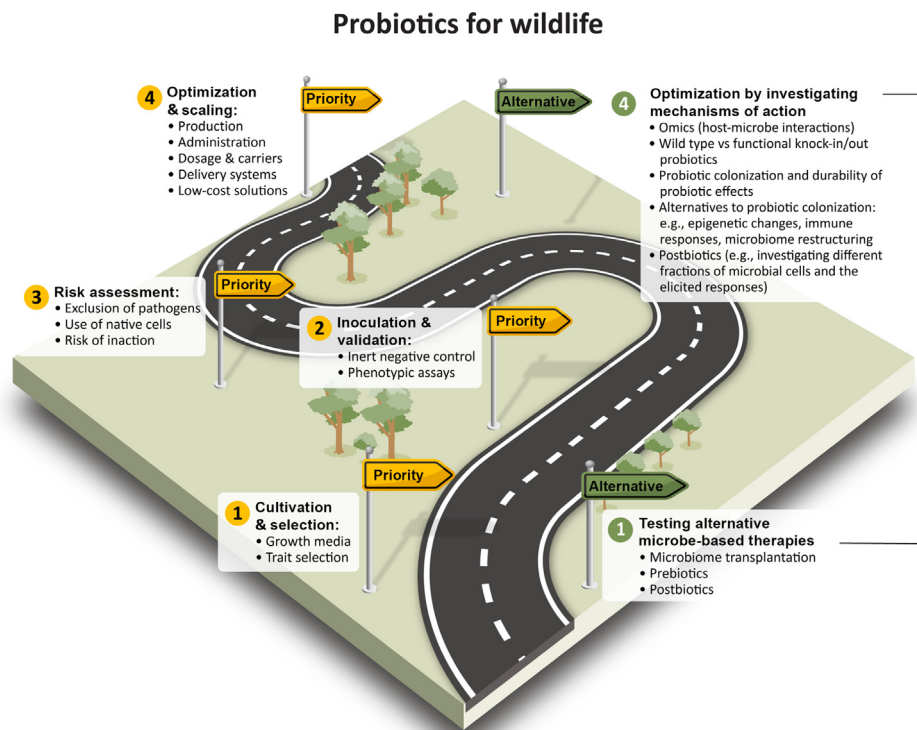 Probiotics for wildlife
4 Optimization
& scaling:
• Production
• Administration
• Dosage & carriers
• Delivery systems
• Low-cost solutions
Priority
Alternative
4 Optimization by investigating
mechanisms of action
• Omics (host-microbe interactions)
• Wild type vs functional knock-in/out
probiotics
• Probiotic colonization and durability of
probiotic effects
• Alternatives to probiotic colonization:
e.g., epigenetic changes, immune
responses, microbiome restructuring
• Postbiotics (e.g., investigating different
fractions of microbial cells and the
elicited responses)
3 Risk assessment:
• Exclusion of pathogens
• Use of native cells
• Risk of inaction
Priority
2 Inoculation &
validation:
• Inert negative control
• Phenotypic assays
Priority
1 Cultivation
& selection:
• Growth media
• Trait selection
Priority
Alternative
1 Testing alternative
microbe-based therapies
• Microbiome transplantation
• Prebiotics
• Postbiotics